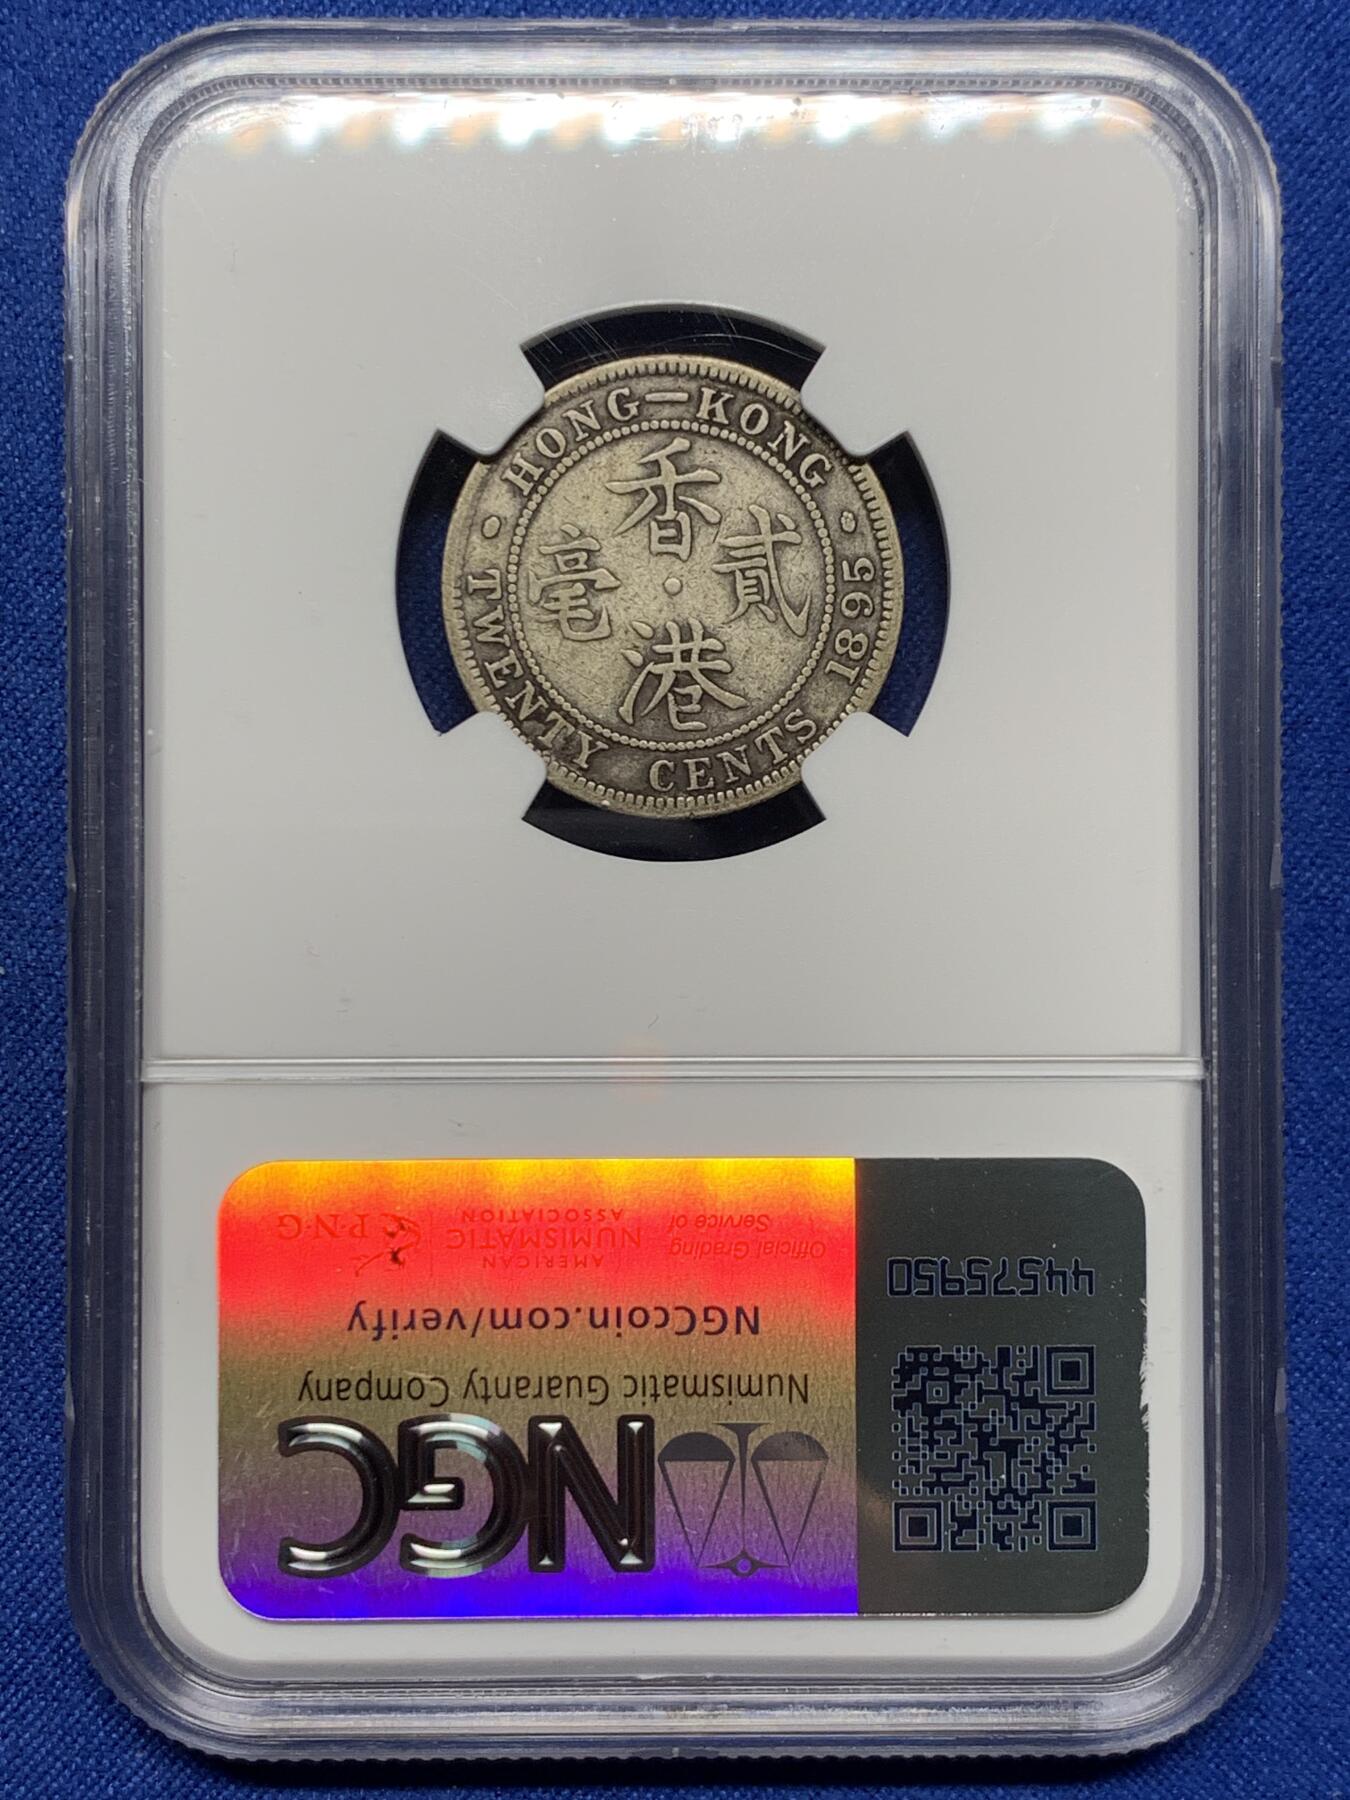 HONG-KONG
香港
貳毫
TWENTY CENTS 1895
NGC
Numismatic Guaranty Company
NGCcoin.com/verify
Official Grading
Service of
AMERICAN
NUMISMATIC
ASSOCIATION
P·N·G
44575950